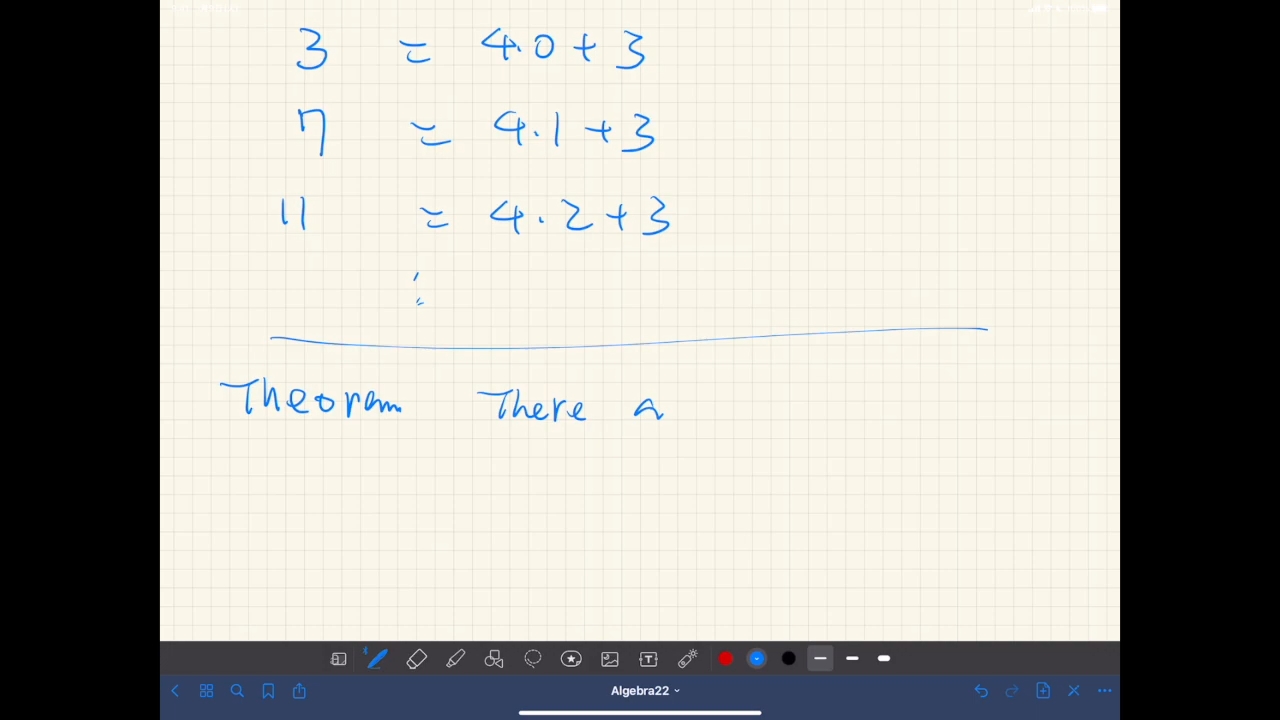 3 = 4.0 + 3
7 = 4.1 + 3
11 = 4.2 + 3
⋮
Theorem There a
Algebra22